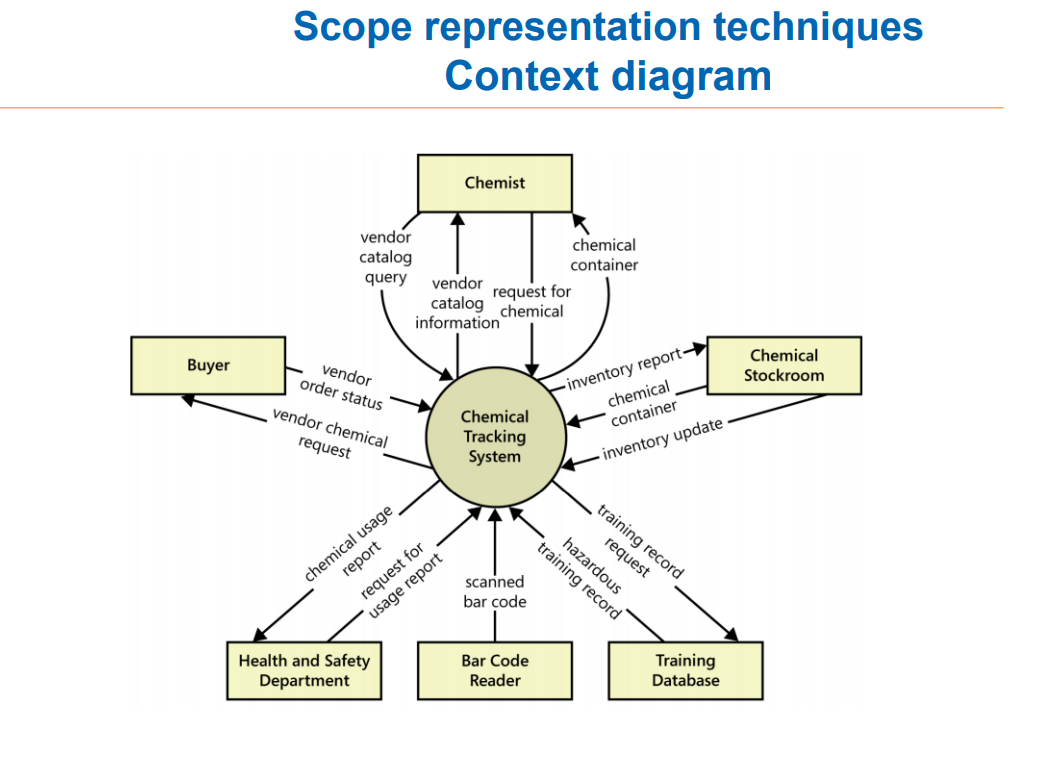 Scope representation techniques
Context diagram
Chemist
vendor
catalog
query
vendor
catalog
information
request for
chemical
chemical
container
Buyer
vendor
order status
vendor chemical
request
Chemical
Tracking
System
inventory report
chemical
container
inventory update
Chemical
Stockroom
chemical usage
report
request for
usage report
scanned
bar code
hazardous
training record
training record
request
Health and Safety
Department
Bar Code
Reader
Training
Database